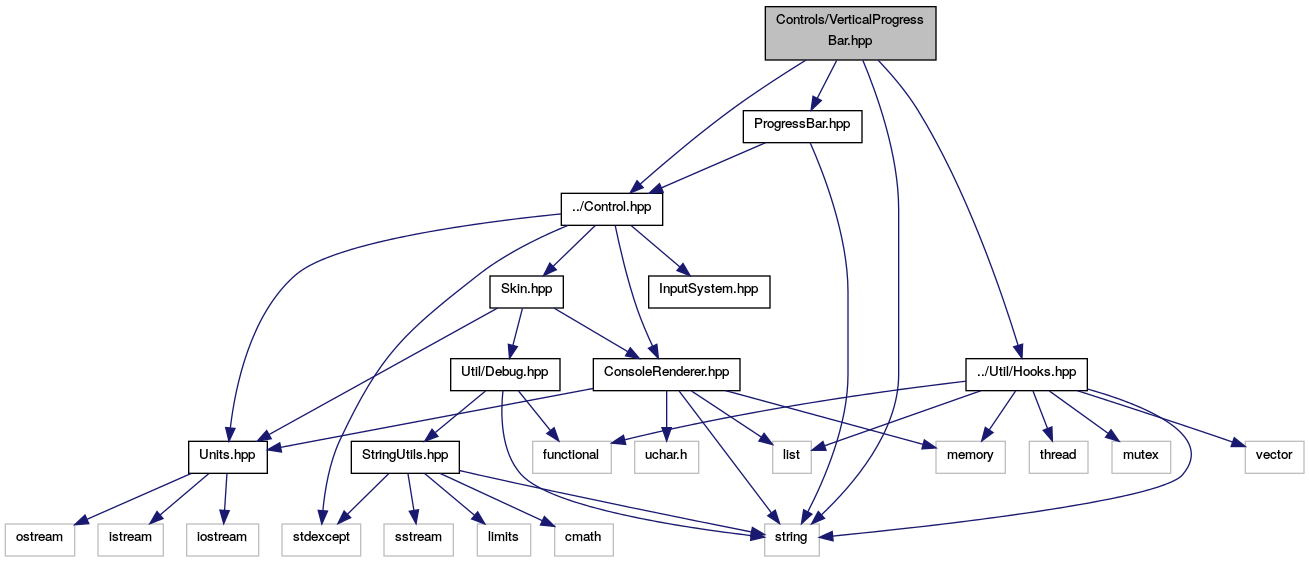 Controls/VerticalProgress
Bar.hpp
ProgressBar.hpp
../Control.hpp
Skin.hpp
InputSystem.hpp
Util/Debug.hpp
ConsoleRenderer.hpp
../Util/Hooks.hpp
Units.hpp
StringUtils.hpp
functional
uchar.h
list
memory
thread
mutex
vector
ostream
istream
iostream
stdexcept
sstream
limits
cmath
string